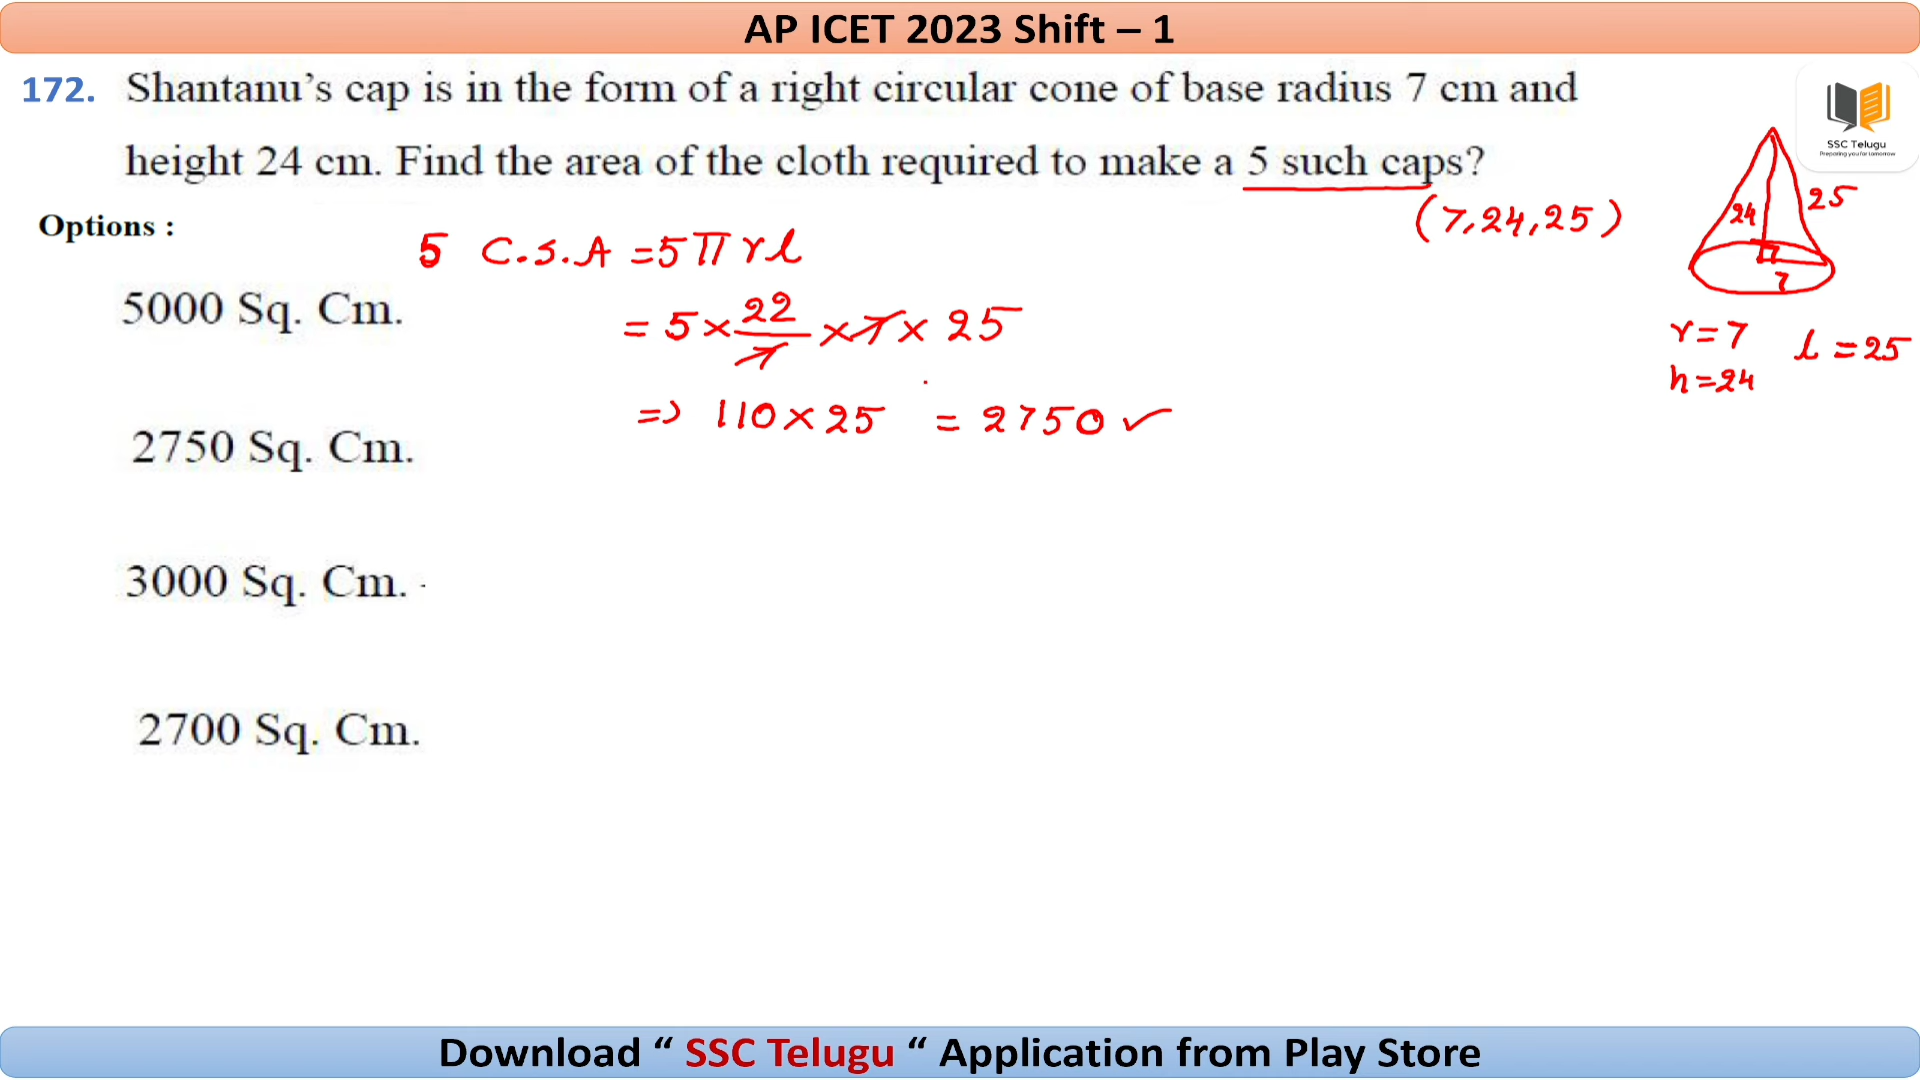 AP ICET 2023 Shift – 1
172. Shantanu’s cap is in the form of a right circular cone of base radius 7 cm and
height 24 cm. Find the area of the cloth required to make a 5 such caps?
SSC Telugu
Preparing you for tomorrow
Options :
(7,24,25)
24
25
7
r=7
l=25
h=24
5 C.S.A =5πrl
= 5×22/7×7×25
=> 110×25 = 2750 ✓
5000 Sq. Cm.
2750 Sq. Cm.
3000 Sq. Cm.
2700 Sq. Cm.
Download “ SSC Telugu “ Application from Play Store